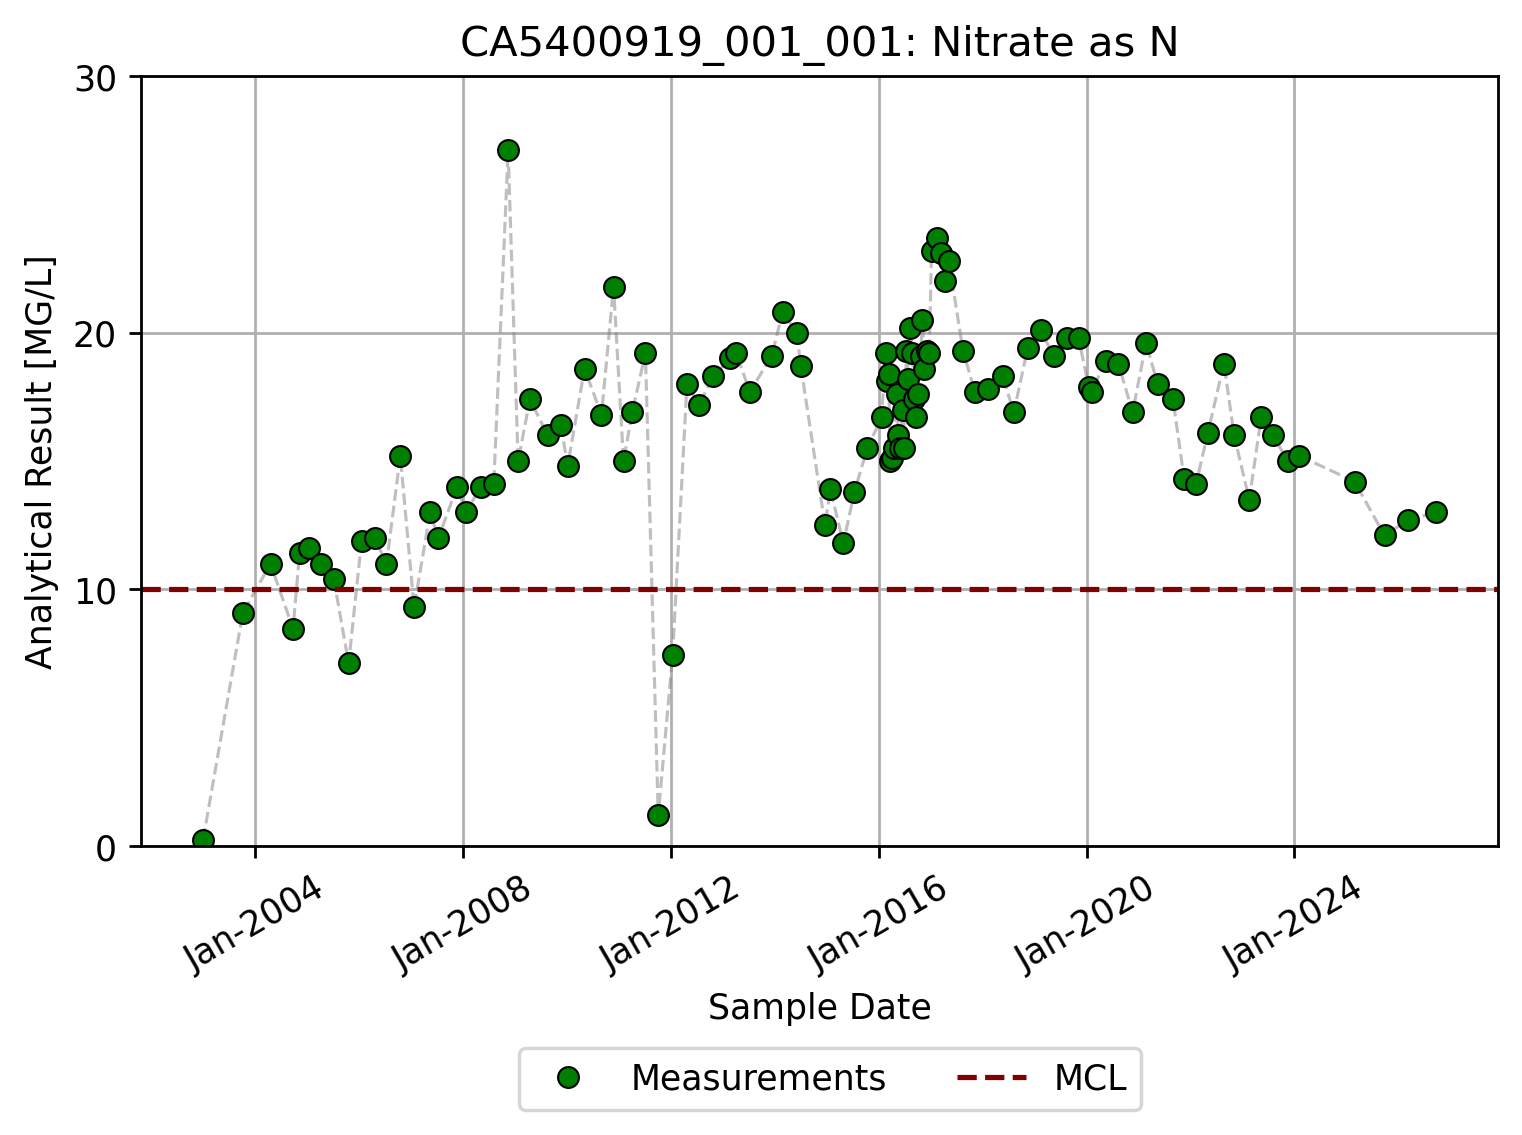 CA5400919_001_001: Nitrate as N
Analytical Result [MG/L]
30
20
10
0
Jan-2004
Jan-2008
Jan-2012
Jan-2016
Jan-2020
Jan-2024
Sample Date
Measurements
MCL